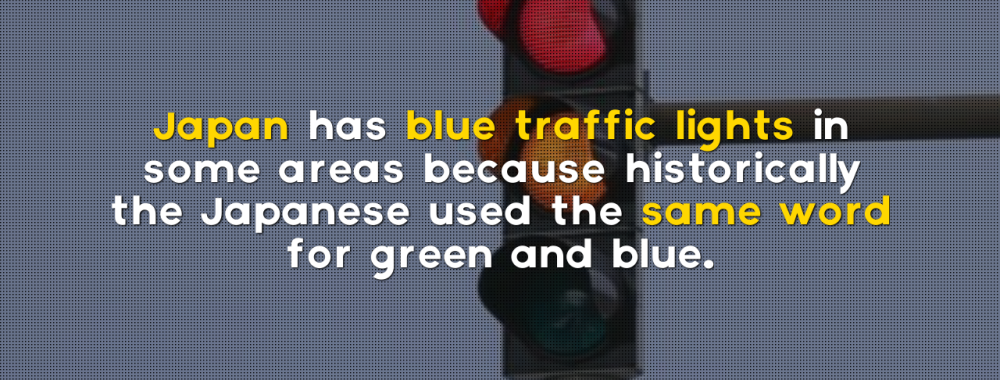 Japan has blue traffic lights in
some areas because historically
the Japanese used the same word
for green and blue.